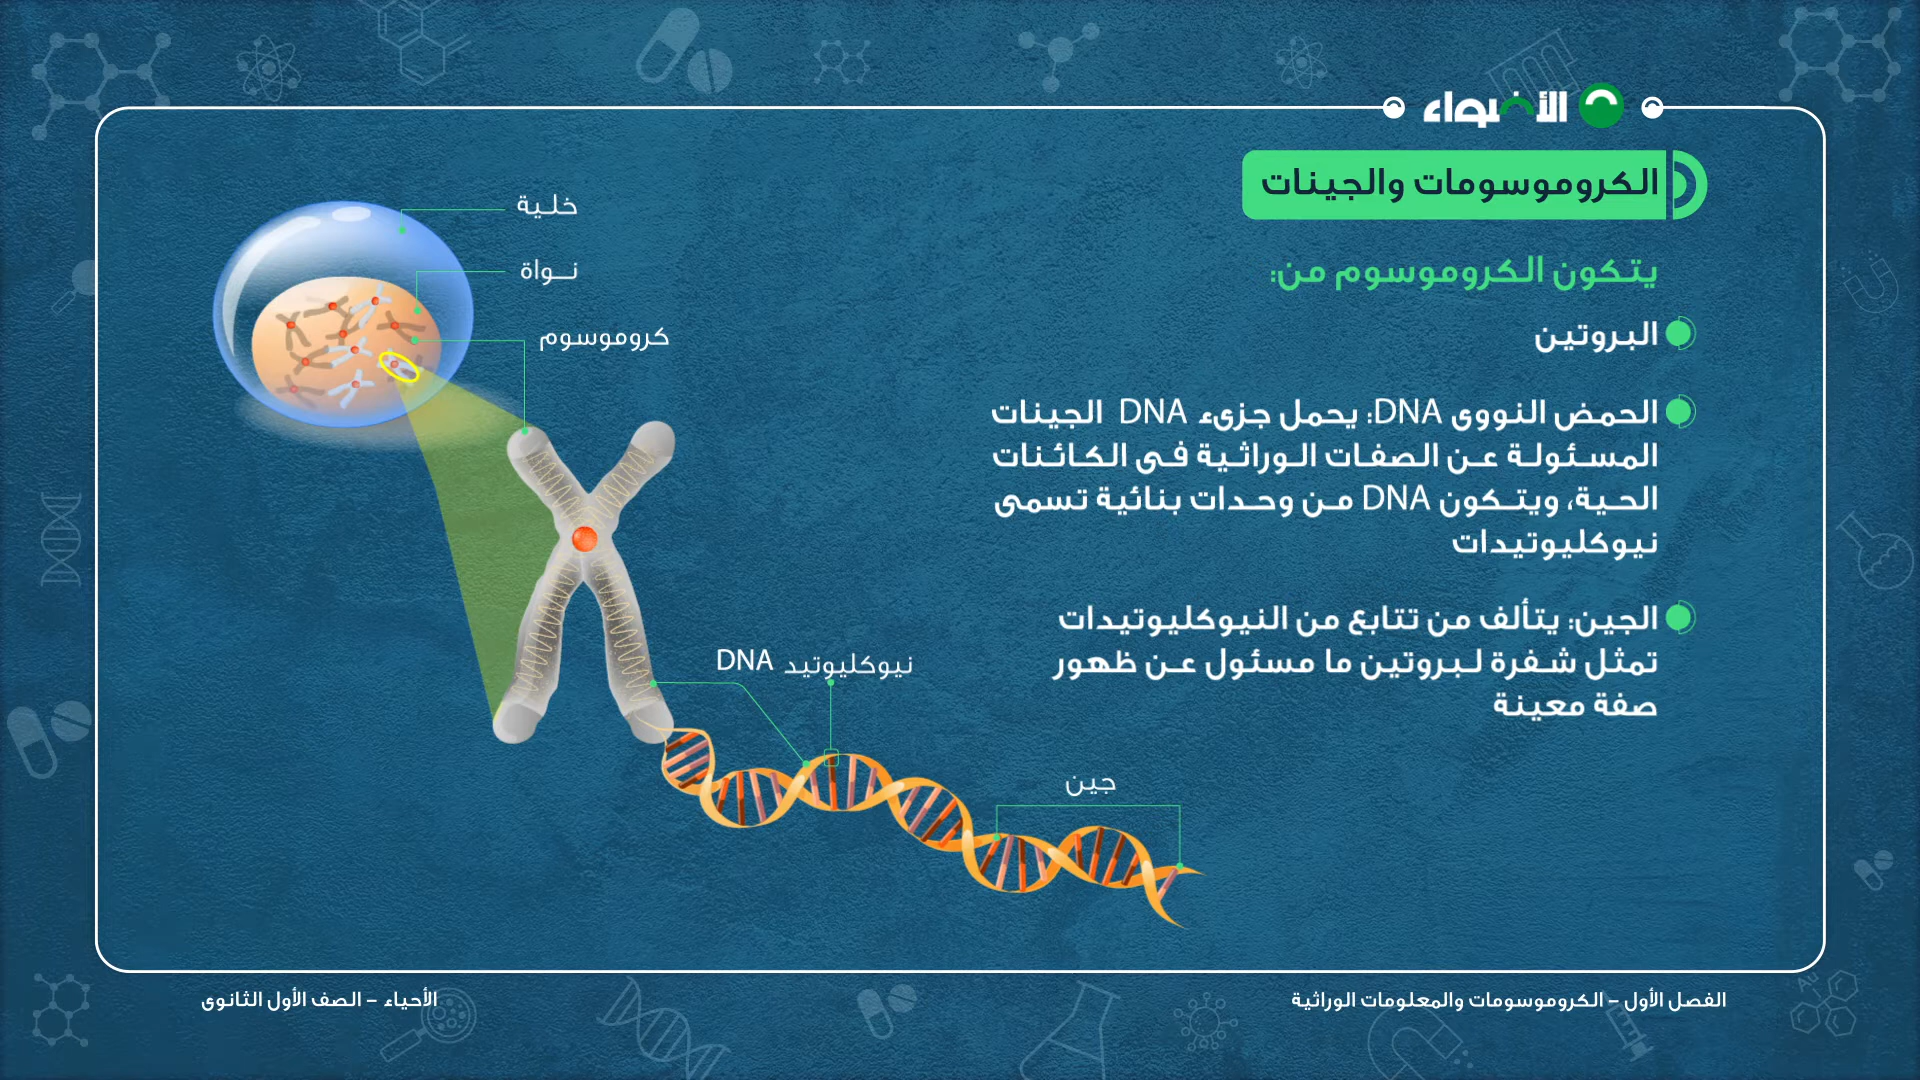 الأضواء
الكروموسومات والجينات
يتكون الكروموسوم من:
البروتين
الحمض النووى DNA: يحمل جزىء DNA الجينات
المسئولة عن الصفات الوراثية فى الكائنات
الحية، ويتكون DNA من وحدات بنائية تسمى
نيوكليوتيدات
الجين: يتألف من تتابع من النيوكليوتيدات
تمثل شفرة لبروتين ما مسئول عن ظهور
صفة معينة
خلية
نواة
كروموسوم
نيوكليوتيد
DNA
جين
الفصل الأول – الكروموسومات والمعلومات الوراثية
الأحياء – الصف الأول الثانوى